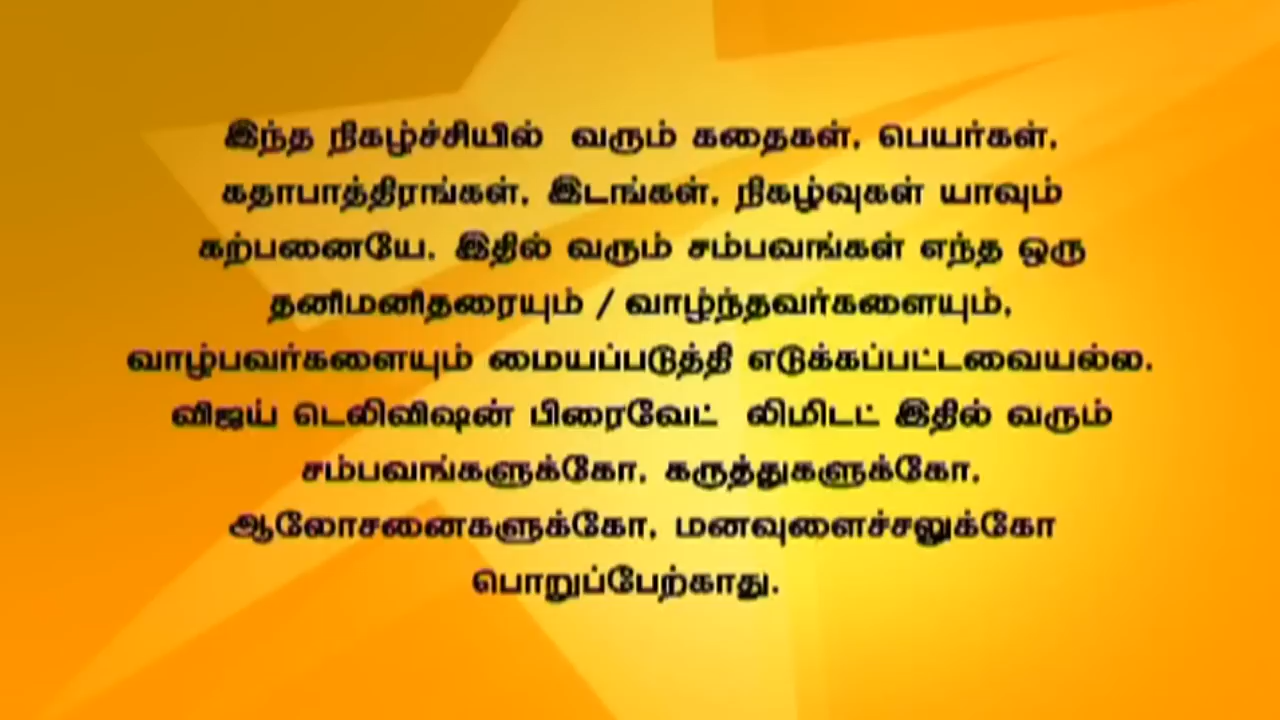 இந்த நிகழ்ச்சியில் வரும் கதைகள், பெயர்கள்,
கதாபாத்திரங்கள், இடங்கள், நிகழ்வுகள் யாவும்
கற்பனையே. இதில் வரும் சம்பவங்கள் எந்த ஒரு
தனிமனிதரையும் / வாழ்ந்தவர்களையும்,
வாழ்பவர்களையும் மையப்படுத்தி எடுக்கப்பட்டவையல்ல.
விஜய் டெலிவிஷன் பிரைவேட் லிமிடட் இதில் வரும்
சம்பவங்களுக்கோ, கருத்துகளுக்கோ,
ஆலோசனைகளுக்கோ, மனவுளைச்சலுக்கோ
பொறுப்பேற்காது.